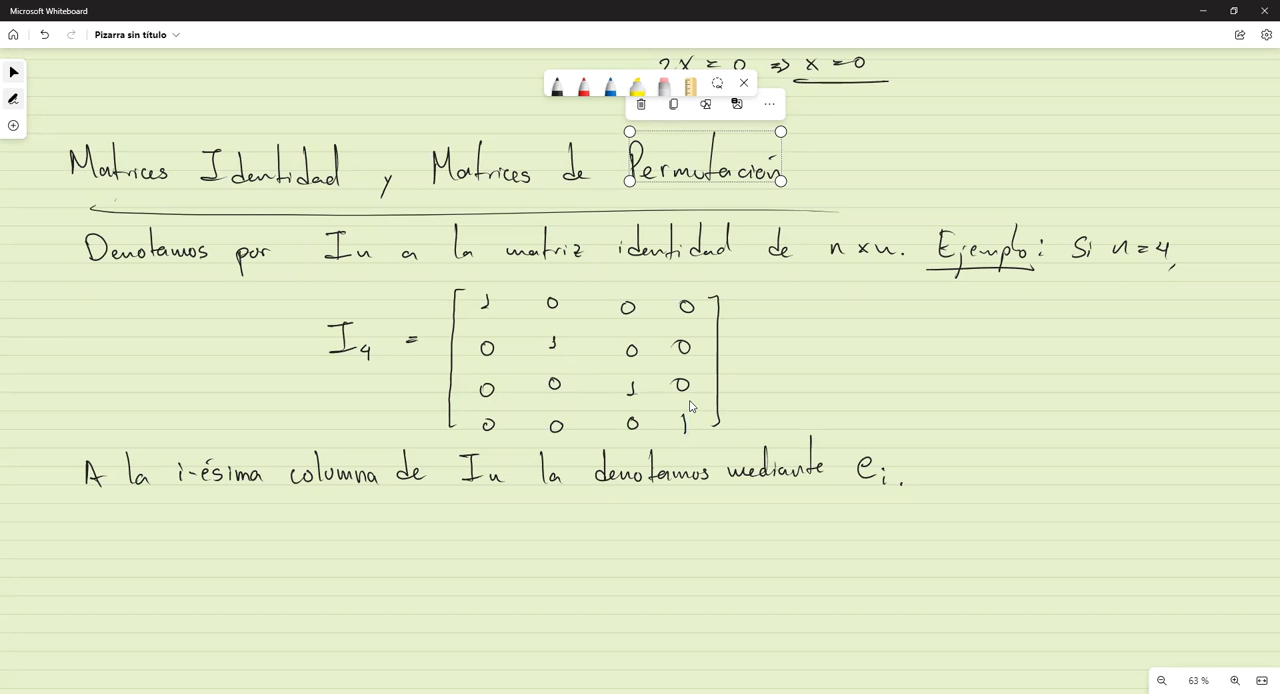 Microsoft Whiteboard
Pizarra sin título
2x = 0 ⇒ x = 0
Matrices Identidad y Matrices de Permutación
Denotamos por In a la matriz identidad de n×n. Ejemplo: Si n=4,
1 0 0 0
I4 = 0 1 0 0
0 0 1 0
0 0 0 1
A la i-ésima columna de In la denotamos mediante ei.
63 %